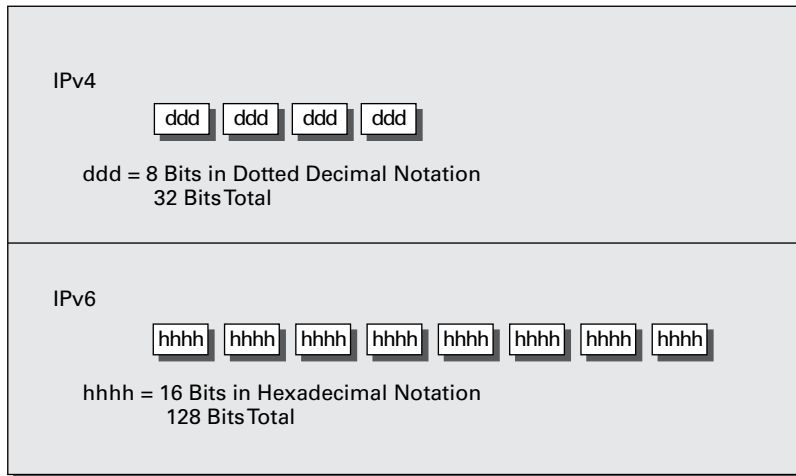 IPv4
ddd ddd ddd ddd
ddd = 8 Bits in Dotted Decimal Notation
32 Bits Total
IPv6
hhhh hhhh hhhh hhhh hhhh hhhh hhhh hhhh
hhhh = 16 Bits in Hexadecimal Notation
128 Bits Total